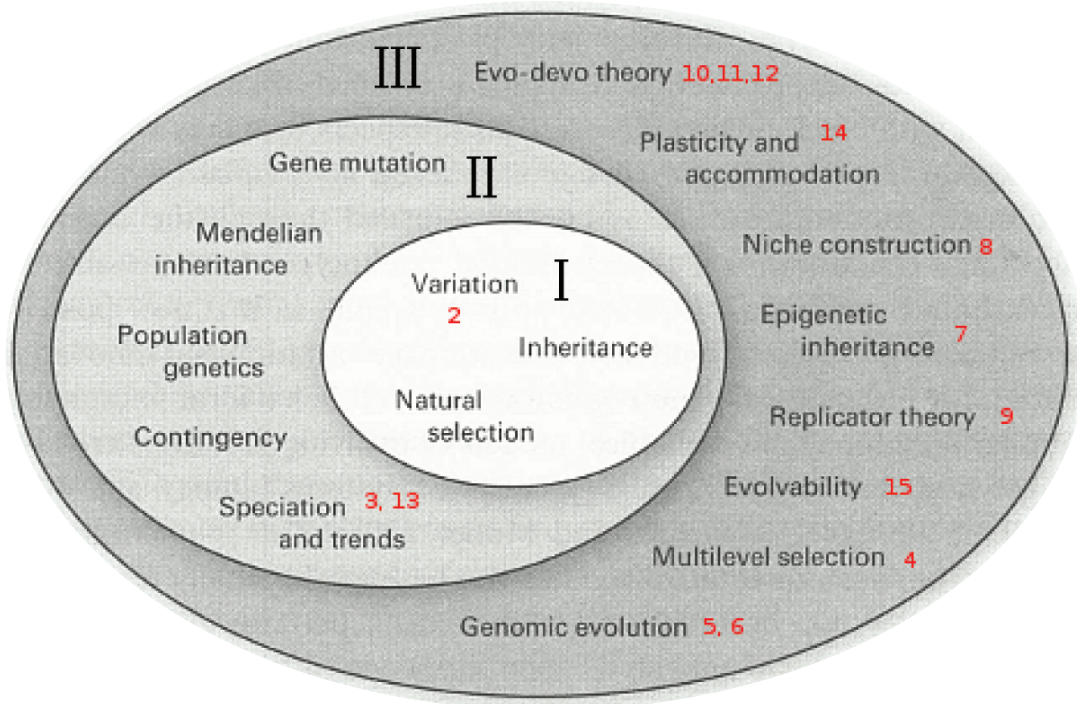 III
Evo-devo theory 10,11,12
Plasticity and 14
accommodation
Gene mutation
II
Mendelian
inheritance
Niche construction 8
Variation
I
2
Epigenetic
inheritance 7
Population
genetics
Inheritance
Natural
selection
Replicator theory 9
Contingency
Evolvability 15
Speciation 3, 13
and trends
Multilevel selection 4
Genomic evolution 5, 6